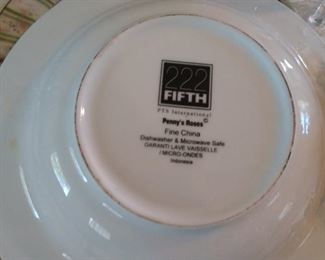 222
FIFTH
PTS International
Penny's Roses©
Fine China
Dishwasher & Microwave Safe
GARANTI LAVE VAISSELLE
/ MICRO-ONDES
Indonesia